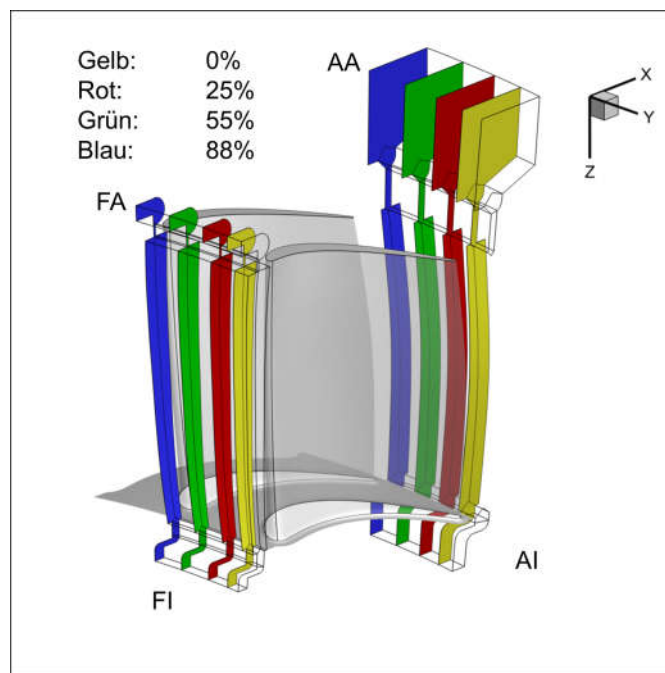 Gelb: 0%
Rot: 25%
Grün: 55%
Blau: 88%
AA
X
Y
Z
FA
AI
FI